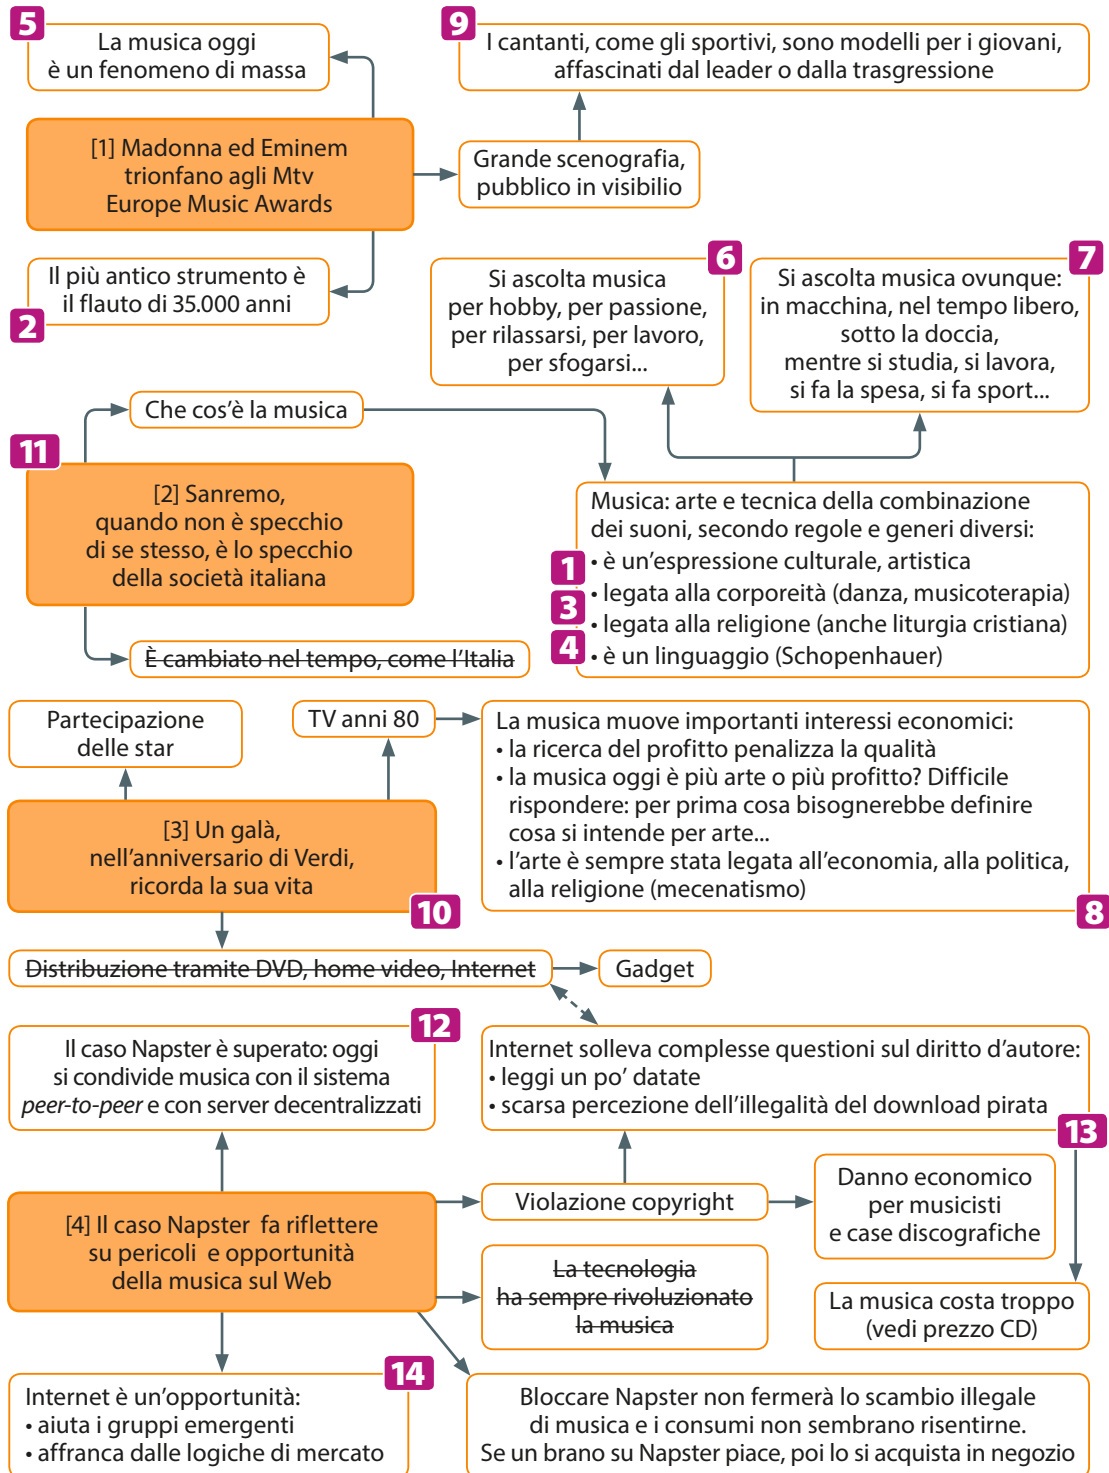 5
La musica oggi
è un fenomeno di massa
9
I cantanti, come gli sportivi, sono modelli per i giovani,
affascinati dal leader o dalla trasgressione
[1] Madonna ed Eminem
trionfano agli Mtv
Europe Music Awards
Grande scenografia,
pubblico in visibilio
Il più antico strumento è
il flauto di 35.000 anni
2
6
Si ascolta musica
per hobby, per passione,
per rilassarsi, per lavoro,
per sfogarsi...
7
Si ascolta musica ovunque:
in macchina, nel tempo libero,
sotto la doccia,
mentre si studia, si lavora,
si fa la spesa, si fa sport...
Che cos'è la musica
11
[2] Sanremo,
quando non è specchio
di se stesso, è lo specchio
della società italiana
È cambiato nel tempo, come l'Italia
Musica: arte e tecnica della combinazione
dei suoni, secondo regole e generi diversi:
1 • è un'espressione culturale, artistica
• legata alla corporeità (danza, musicoterapia)
3 • legata alla religione (anche liturgia cristiana)
4 • è un linguaggio (Schopenhauer)
Partecipazione
delle star
TV anni 80
La musica muove importanti interessi economici:
• la ricerca del profitto penalizza la qualità
• la musica oggi è più arte o più profitto? Difficile
rispondere: per prima cosa bisognerebbe definire
cosa si intende per arte...
• l'arte è sempre stata legata all'economia, alla politica,
alla religione (mecenatismo)
8
[3] Un galà,
nell'anniversario di Verdi,
ricorda la sua vita
10
Distribuzione tramite DVD, home video, Internet
Gadget
12
Il caso Napster è superato: oggi
si condivide musica con il sistema
peer-to-peer e con server decentralizzati
Internet solleva complesse questioni sul diritto d'autore:
• leggi un po' datate
• scarsa percezione dell'illegalità del download pirata
13
[4] Il caso Napster fa riflettere
su pericoli e opportunità
della musica sul Web
Violazione copyright
Danno economico
per musicisti
e case discografiche
La tecnologia
ha sempre rivoluzionato
la musica
La musica costa troppo
(vedi prezzo CD)
14
Internet è un'opportunità:
• aiuta i gruppi emergenti
• affranca dalle logiche di mercato
Bloccare Napster non fermerà lo scambio illegale
di musica e i consumi non sembrano risentirne.
Se un brano su Napster piace, poi lo si acquista in negozio